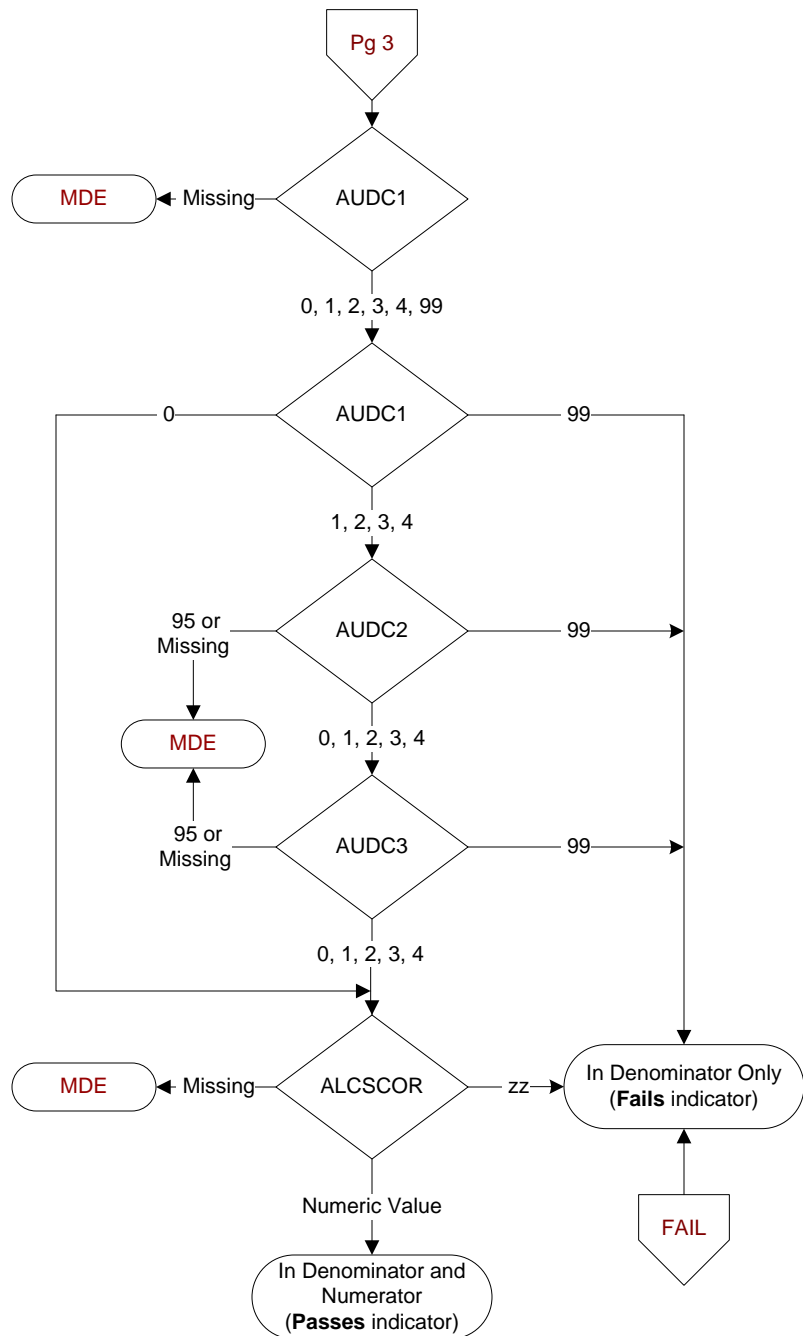 Pg 3
AUDC1
Missing
MDE
0, 1, 2, 3, 4, 99
0
AUDC1
99
1, 2, 3, 4
95 or
Missing
AUDC2
99
MDE
0, 1, 2, 3, 4
95 or
Missing
AUDC3
99
0, 1, 2, 3, 4
MDE
Missing
ALCSCOR
zz
In Denominator Only
(Fails indicator)
Numeric Value
FAIL
In Denominator and
Numerator
(Passes indicator)